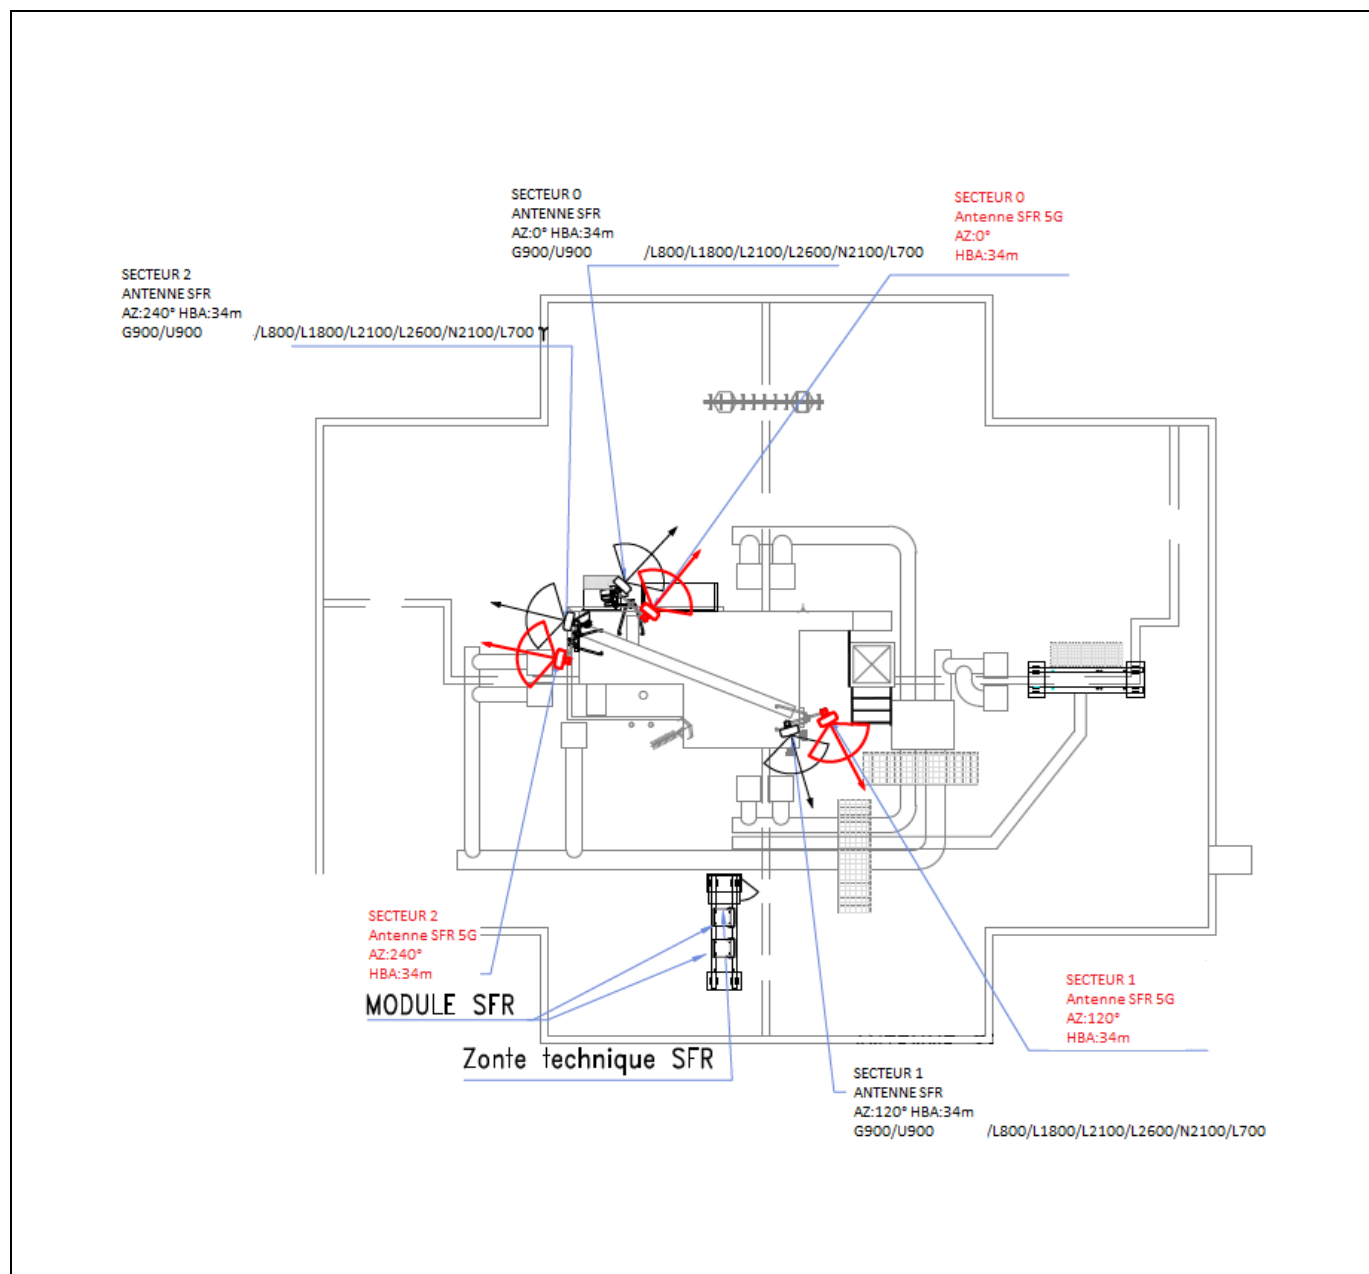 SECTEUR 0
ANTENNE SFR
AZ:0° HBA:34m
G900/U900 /L800/L1800/L2100/L2600/N2100/L700
SECTEUR 0
Antenne SFR 5G
AZ:0°
HBA:34m
SECTEUR 2
ANTENNE SFR
AZ:240° HBA:34m
G900/U900 /L800/L1800/L2100/L2600/N2100/L700
SECTEUR 2
Antenne SFR 5G
AZ:240°
HBA:34m
MODULE SFR
Zonte technique SFR
SECTEUR 1
Antenne SFR 5G
AZ:120°
HBA:34m
SECTEUR 1
ANTENNE SFR
AZ:120° HBA:34m
G900/U900 /L800/L1800/L2100/L2600/N2100/L700